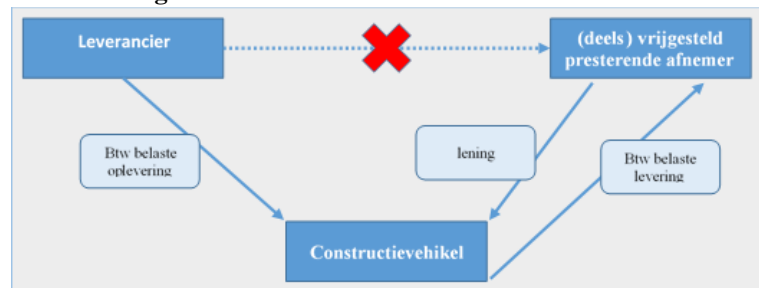 Leverancier
(deels) vrijgesteld
presterende afnemer
Btw belaste
oplevering
lening
Btw belaste
levering
Constructievehikel